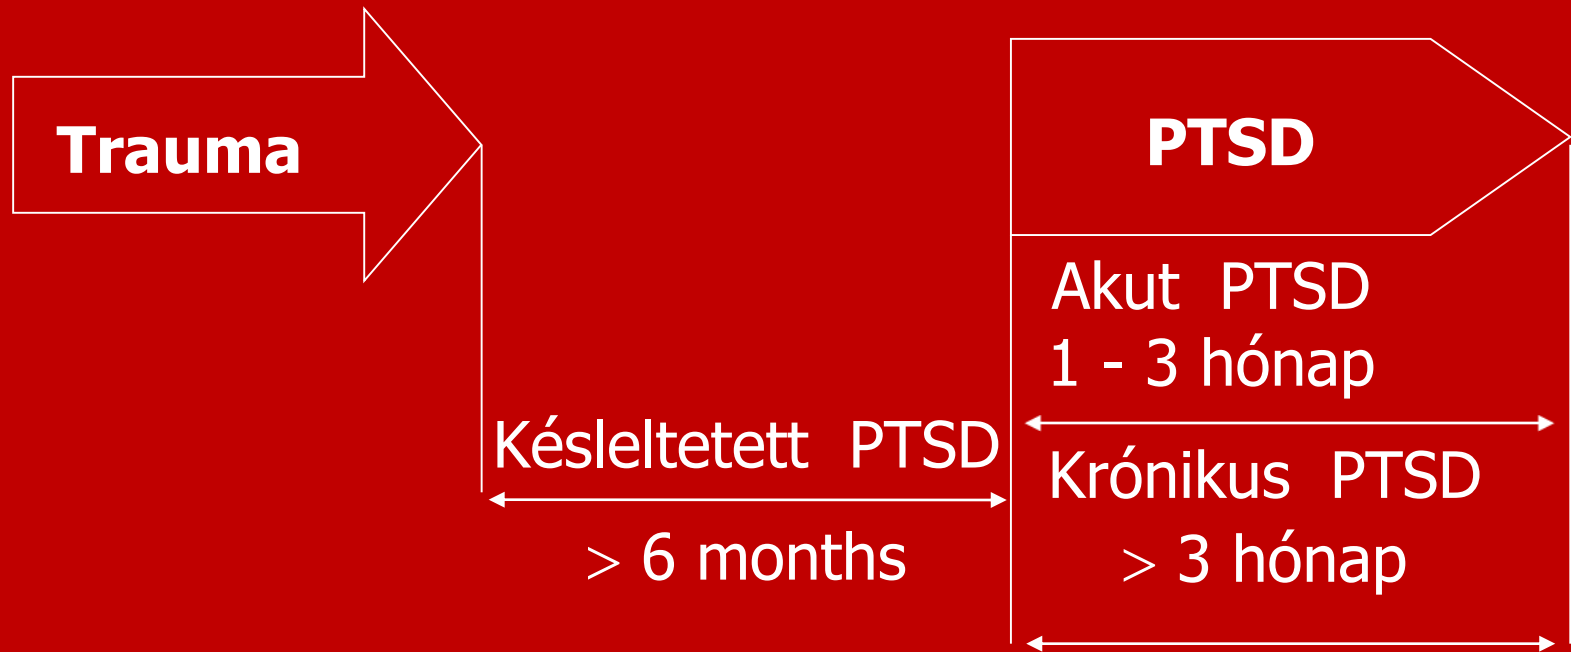 Trauma
PTSD
Akut PTSD
1 - 3 hónap
Késleltetett PTSD
> 6 months
Krónikus PTSD
> 3 hónap